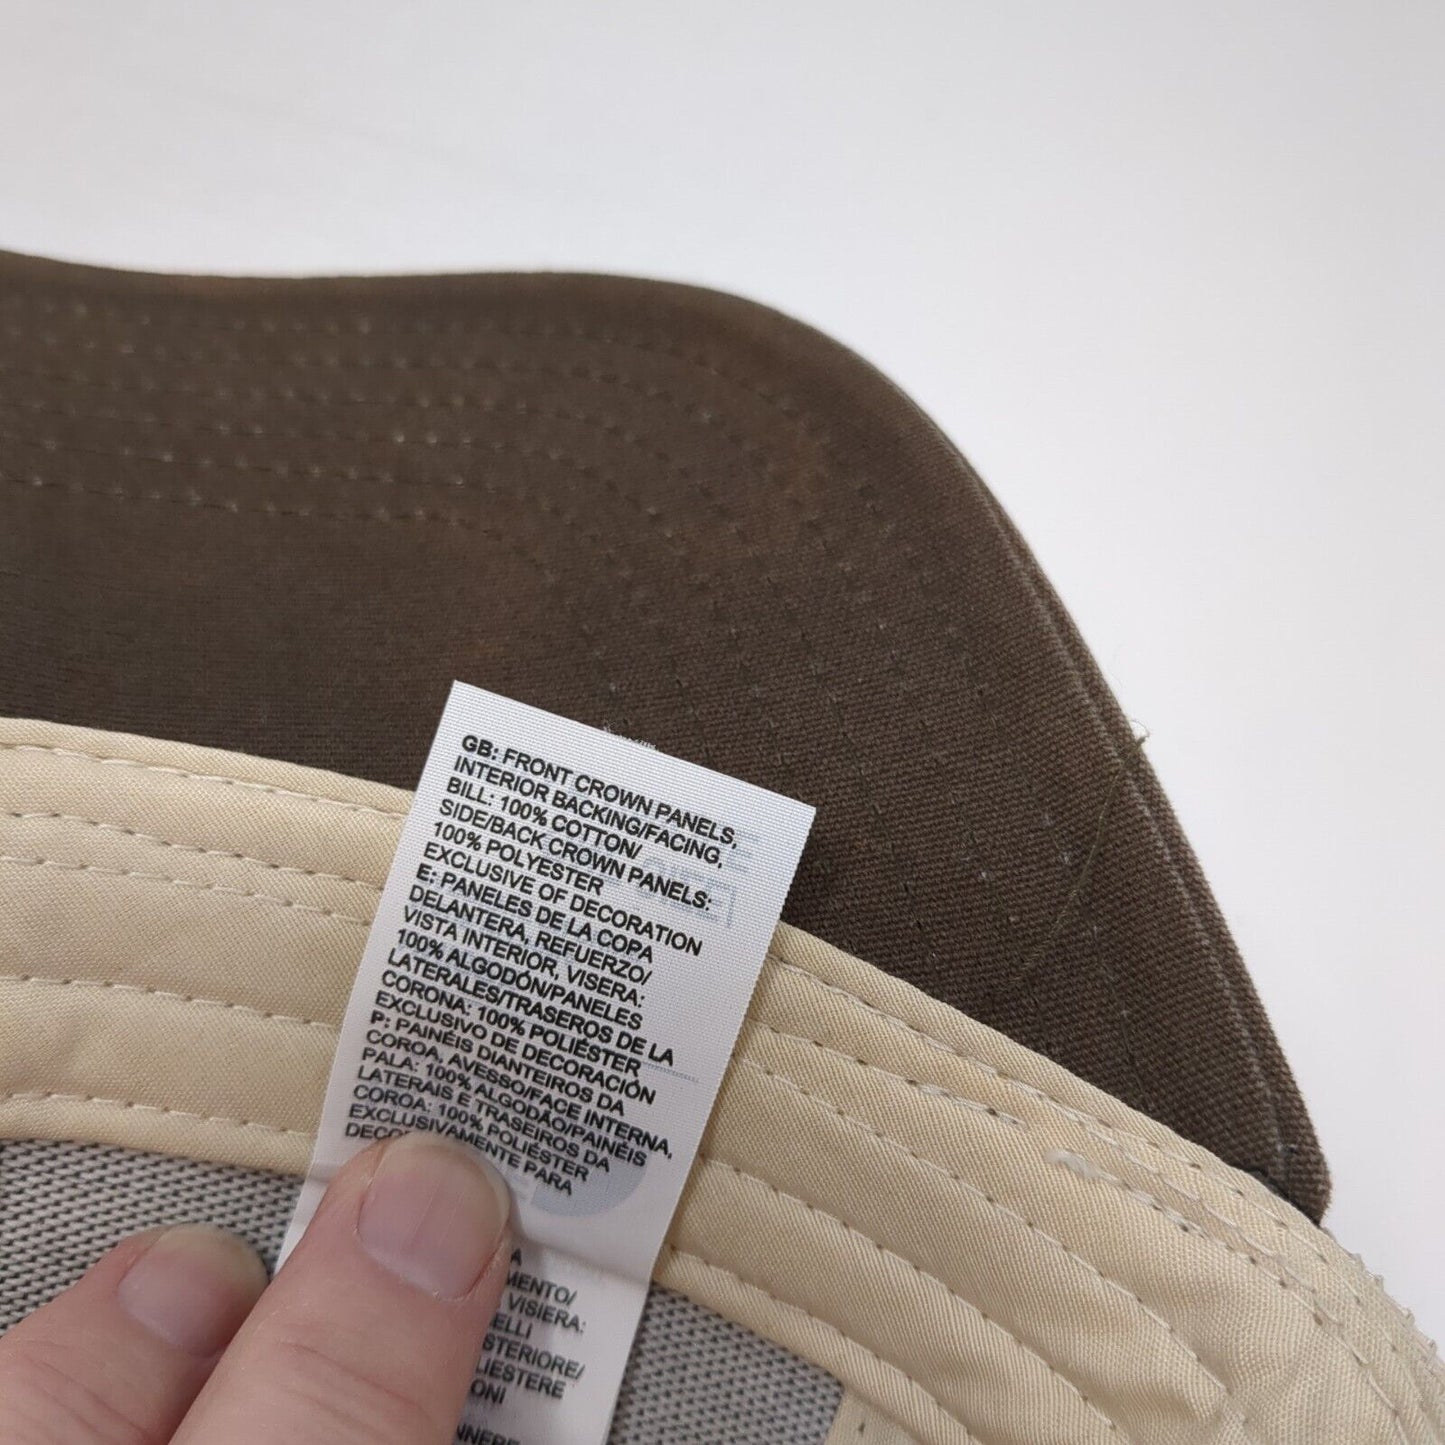 GB: FRONT CROWN PANELS,
INTERIOR BACKING/FACING,
BILL: 100% COTTON/
SIDE/BACK CROWN PANELS:
100% POLYESTER
EXCLUSIVE OF DECORATION
E: PANELES DE LA COPA
DELANTERA, REFUERZO/
VISTA INTERIOR, VISERA:
100% ALGODÓN/PANELES
LATERALES/TRASEROS DE LA
CORONA: 100% POLIÉSTER
EXCLUSIVO DE DECORACIÓN
P: PAINÉIS DIANTEIROS DA
COROA, AVESSO/FACE INTERNA,
PALA: 100% ALGODÃO/PAINÉIS
LATERAIS E TRASEIROS DA
COROA: 100% POLIÉSTER
EXCLUSIVAMENTE PARA
VISIERA: